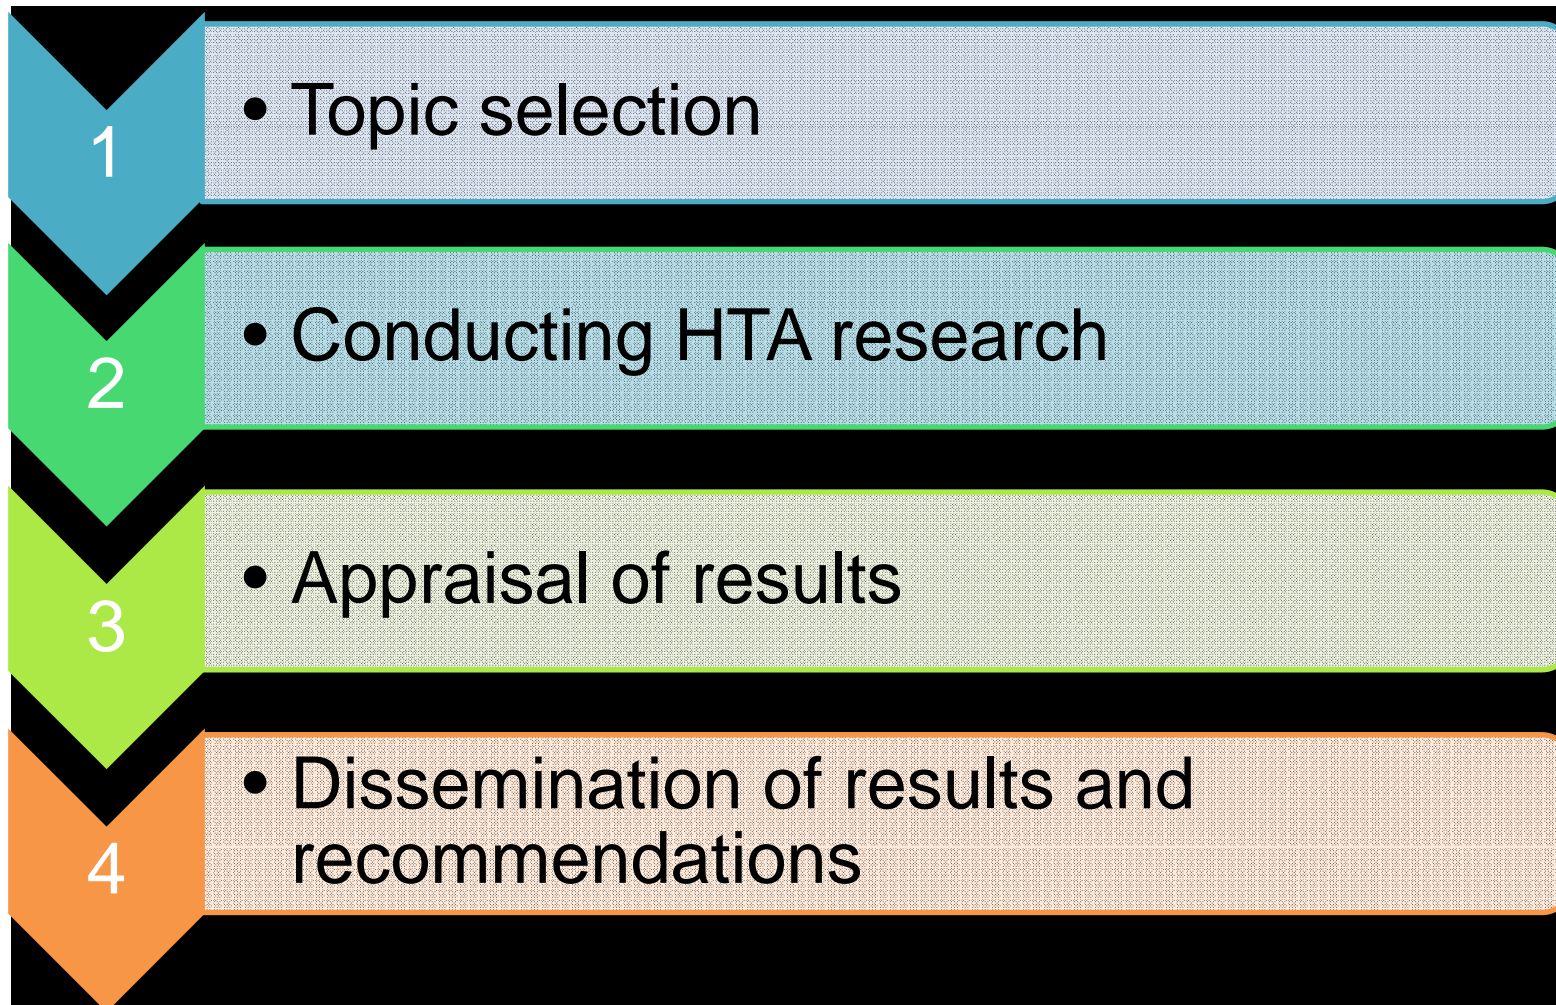 1
• Topic selection
2
• Conducting HTA research
3
• Appraisal of results
4
• Dissemination of results and
recommendations